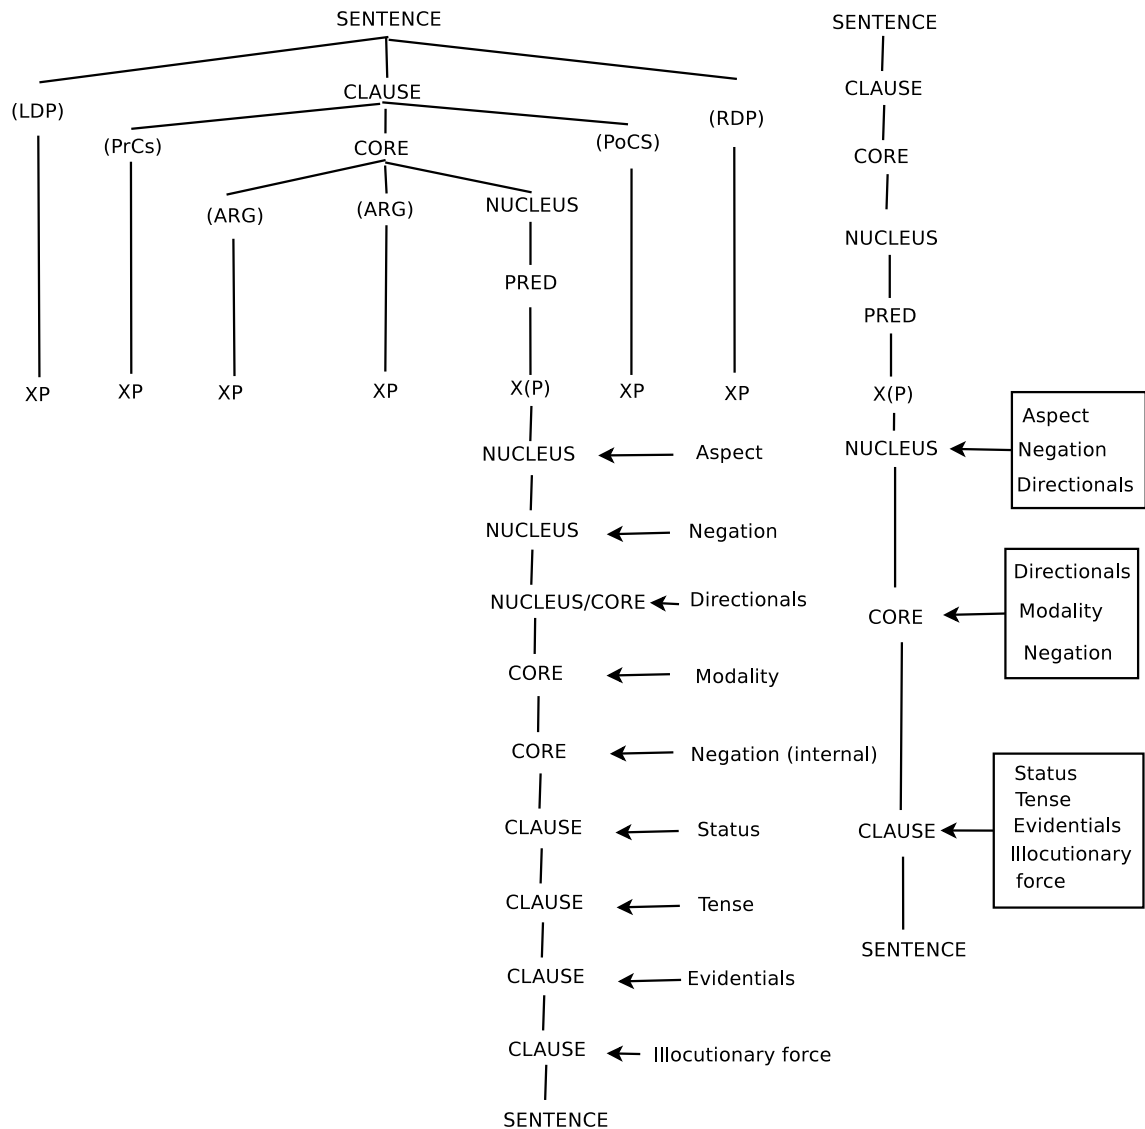 SENTENCE
(LDP)
CLAUSE
(RDP)
(PrCs)
CORE
(PoCS)
(ARG)
(ARG)
NUCLEUS
PRED
XP
XP
XP
XP
X(P)
XP
XP
NUCLEUS
Aspect
NUCLEUS
Negation
NUCLEUS/CORE
Directionals
CORE
Modality
CORE
Negation (internal)
CLAUSE
Status
CLAUSE
Tense
CLAUSE
Evidentials
CLAUSE
Illocutionary force
SENTENCE
SENTENCE
CLAUSE
CORE
NUCLEUS
PRED
X(P)
NUCLEUS
Aspect
Negation
Directionals
CORE
Directionals
Modality
Negation
CLAUSE
Status
Tense
Evidentials
Illocutionary
force
SENTENCE